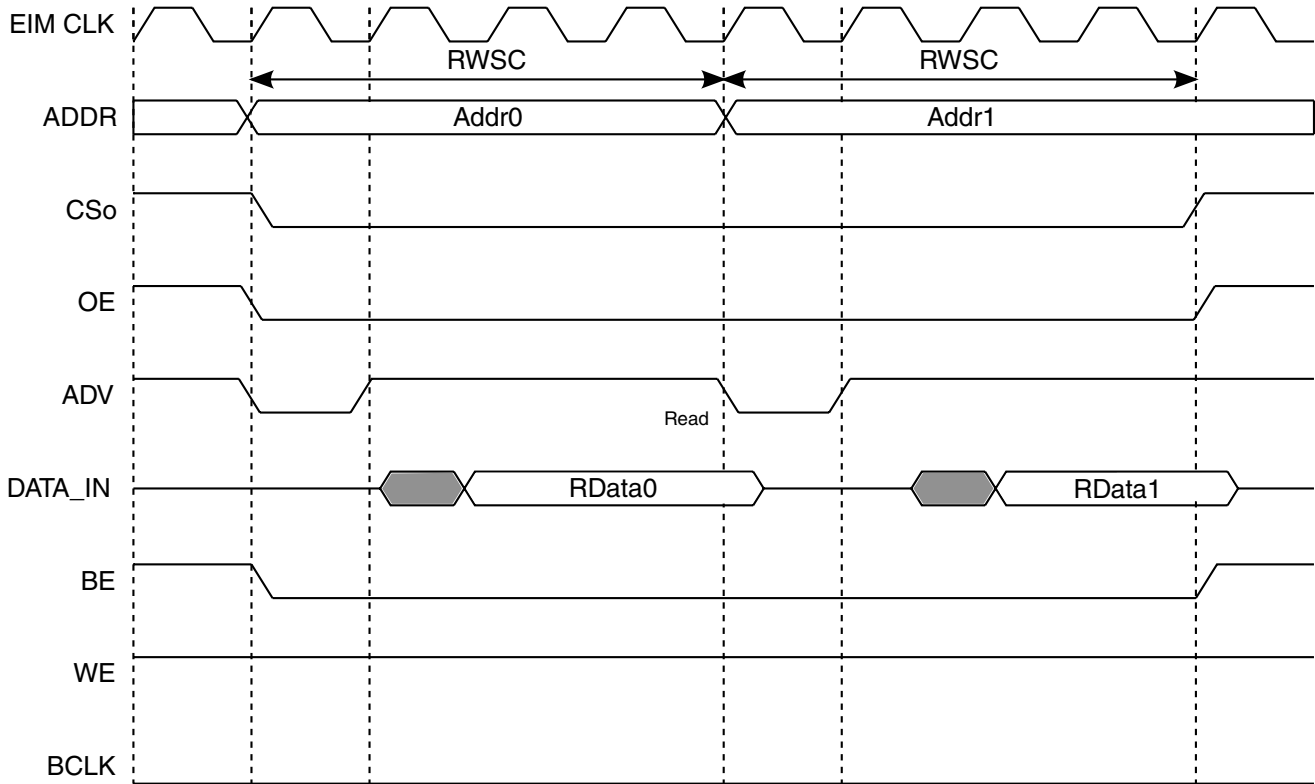 EIM CLK
RWSC RWSC
ADDR Addr0 Addr1
CSo
OE
ADV
Read
DATA_IN RData0 RData1
BE
WE
BCLK